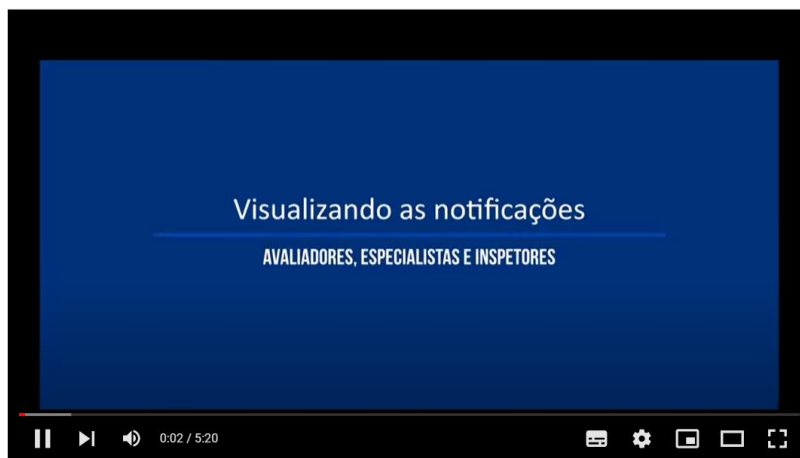 Visualizando as notificações
AVALIADORES, ESPECIALISTAS E INSPETORES
0:02 / 5:20